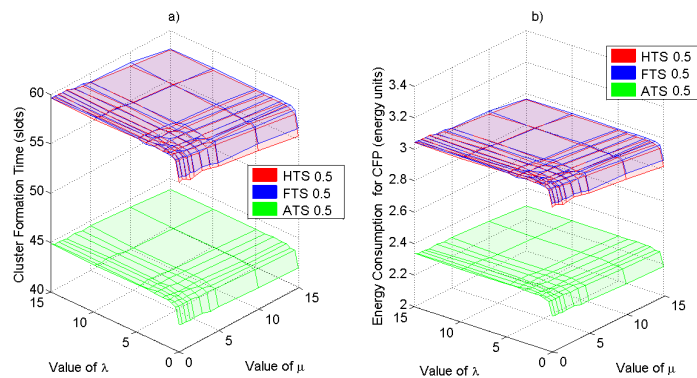 a)
Cluster Formation Time (slots)
60
55
50
45
40
15
10
5
0
0
5
10
15
Value of λ
Value of μ
HTS 0.5
FTS 0.5
ATS 0.5
b)
Energy Consumption for CFP (energy units)
3.4
3.2
3
2.8
2.6
2.4
2.2
2
15
10
5
0
0
5
10
15
Value of λ
Value of μ
HTS 0.5
FTS 0.5
ATS 0.5